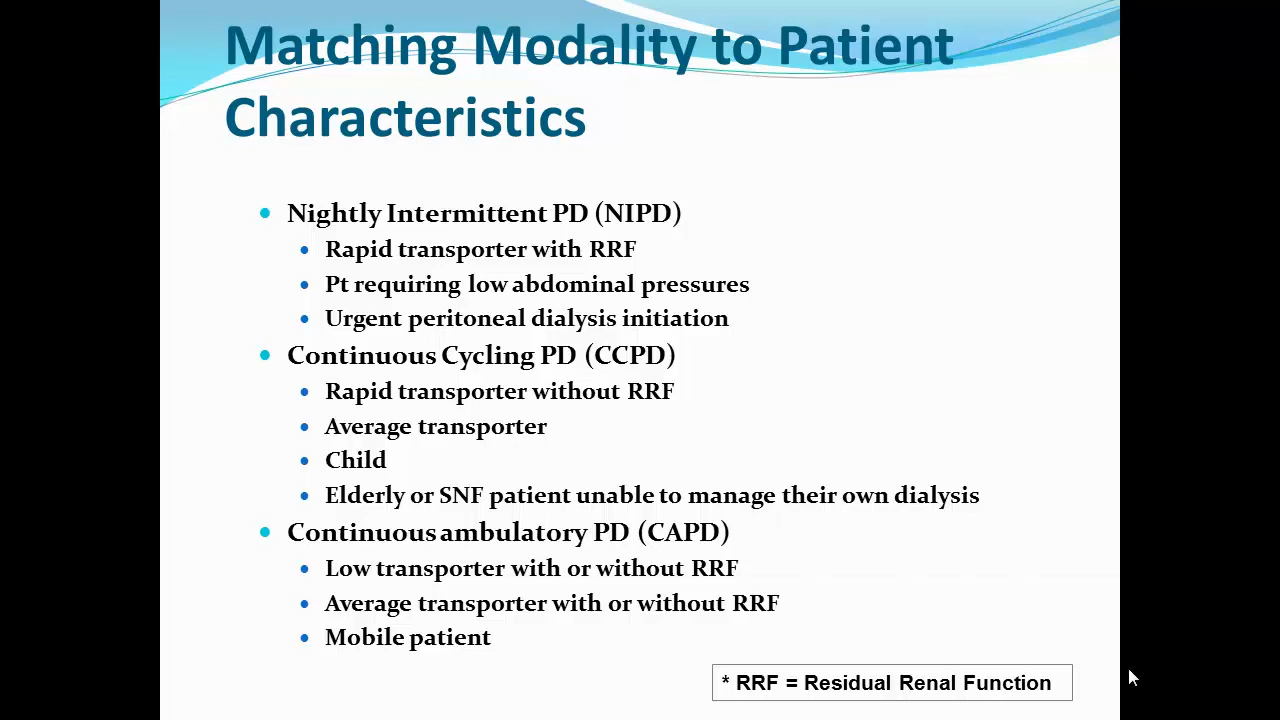 Matching Modality to Patient
Characteristics
Nightly Intermittent PD (NIPD)
Rapid transporter with RRF
Pt requiring low abdominal pressures
Urgent peritoneal dialysis initiation
Continuous Cycling PD (CCPD)
Rapid transporter without RRF
Average transporter
Child
Elderly or SNF patient unable to manage their own dialysis
Continuous ambulatory PD (CAPD)
Low transporter with or without RRF
Average transporter with or without RRF
Mobile patient
* RRF = Residual Renal Function